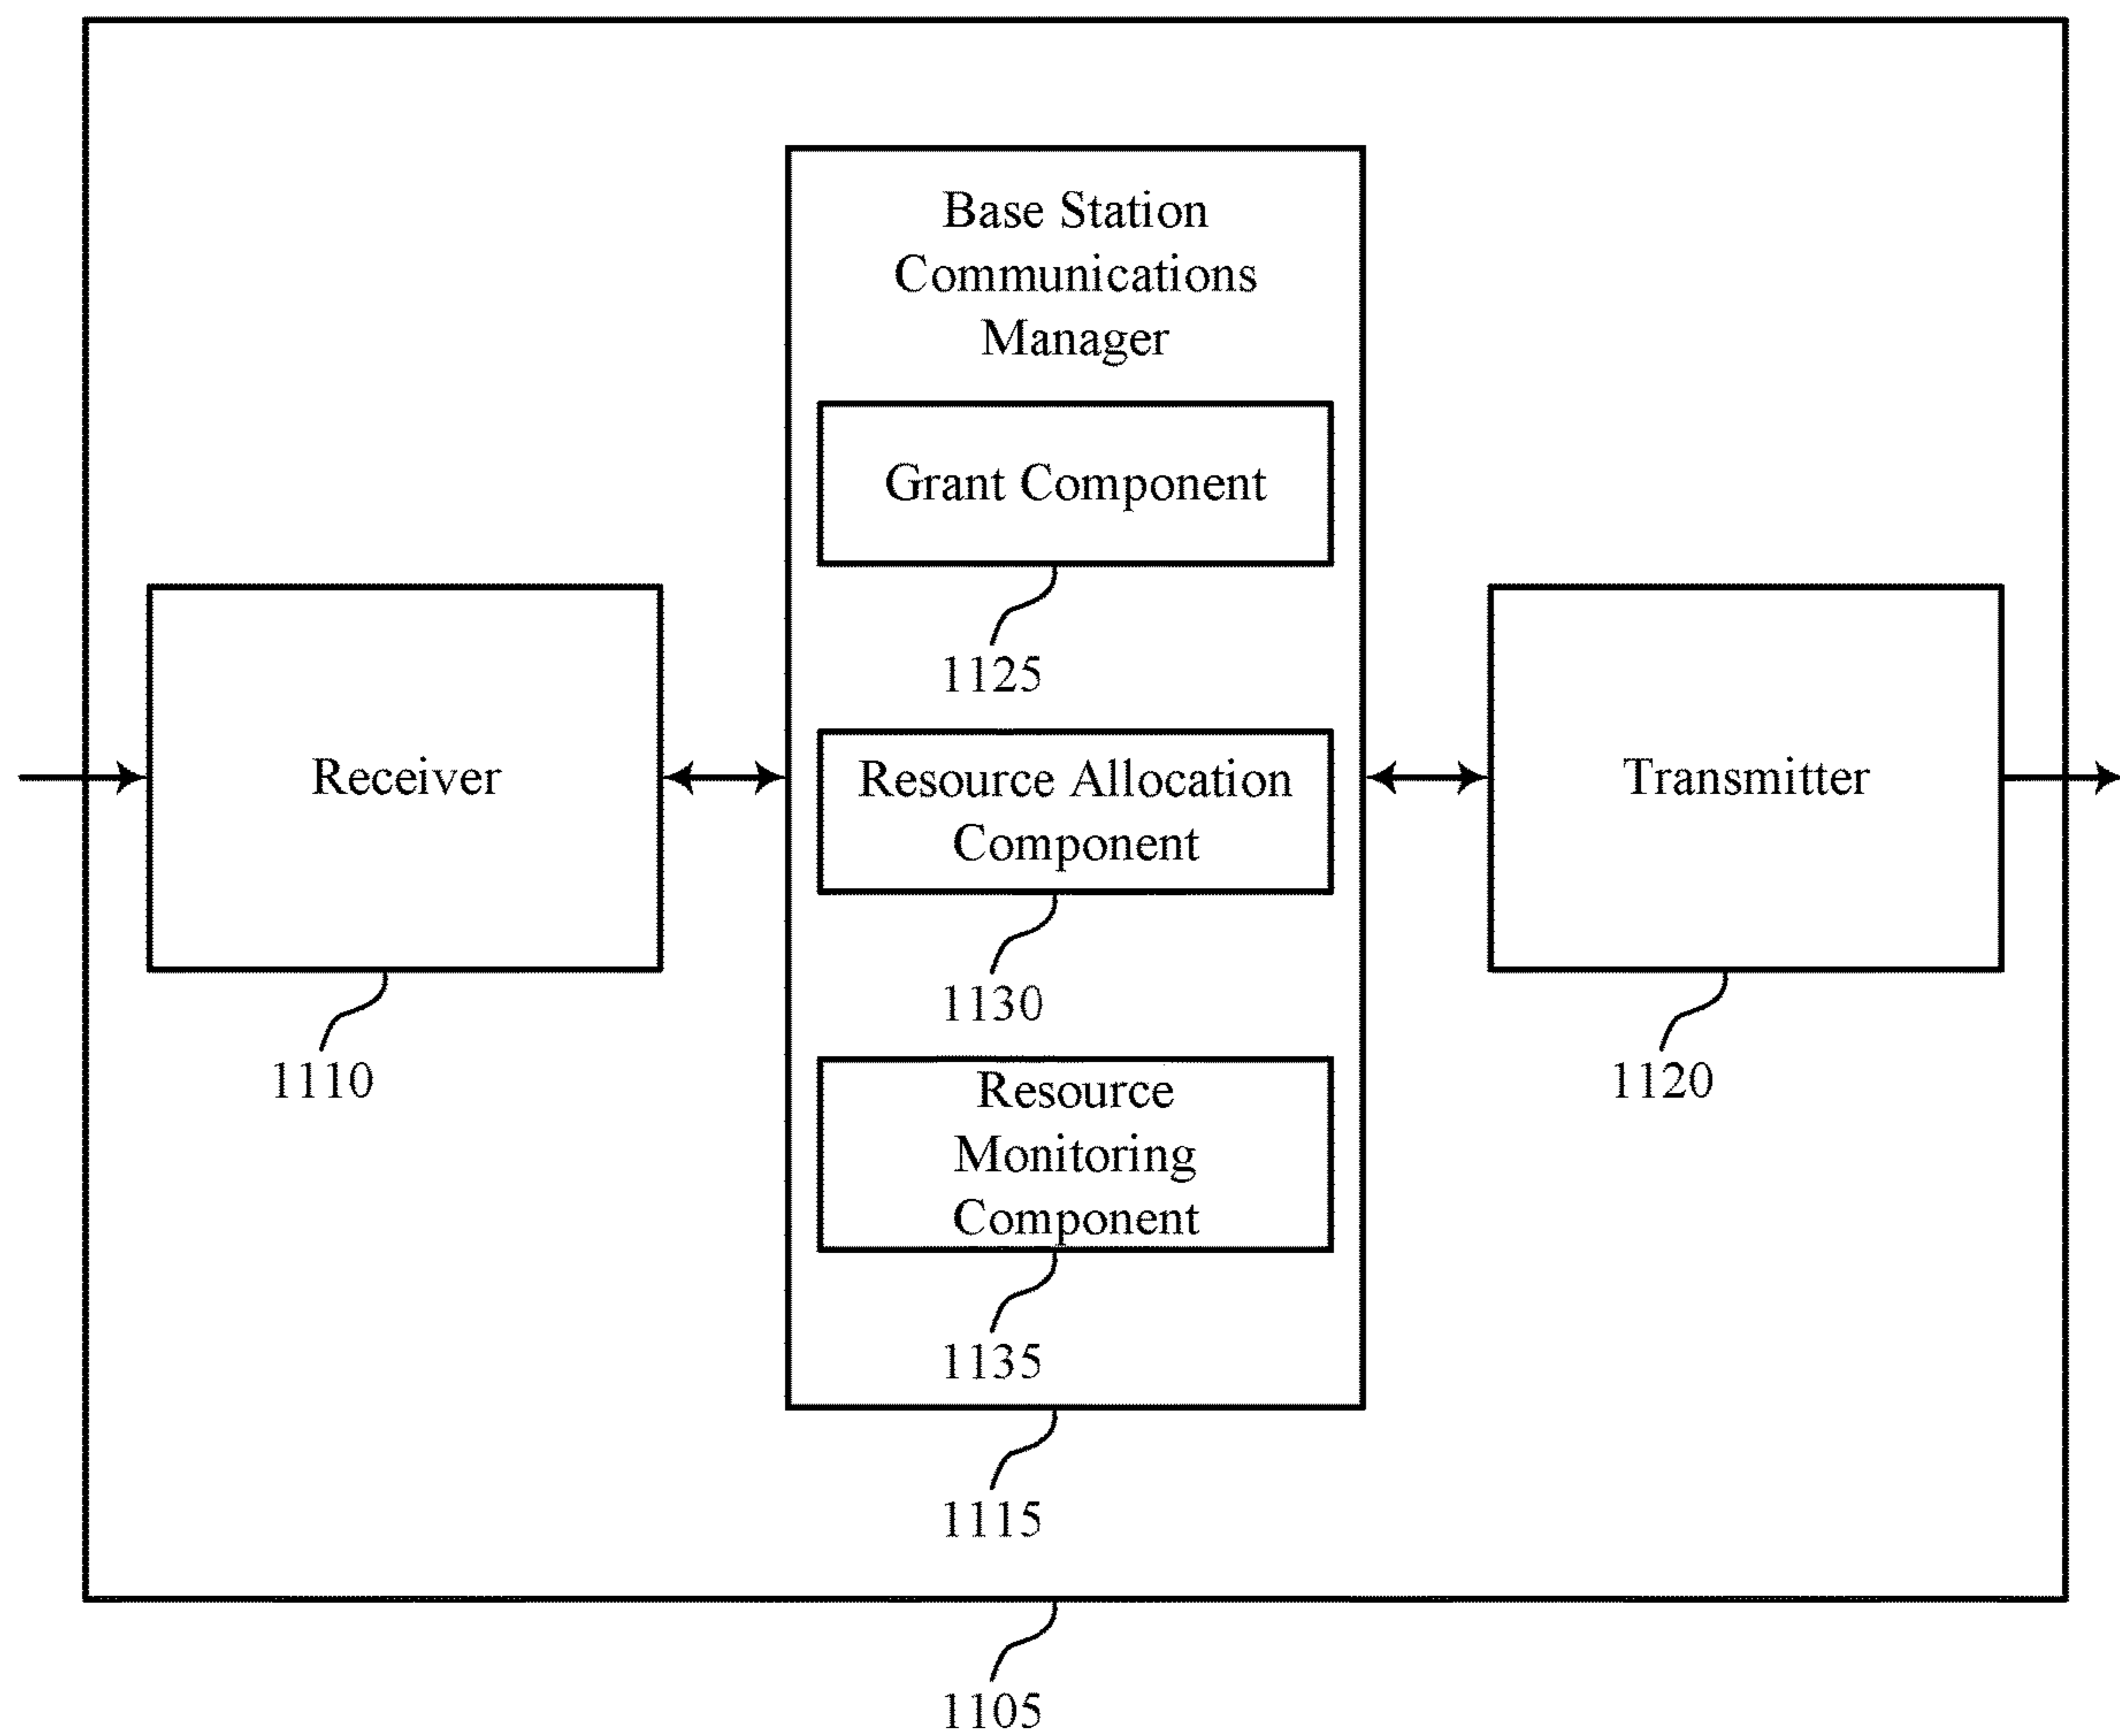 Base Station
Communications
Manager
Grant Component
1125
Receiver
1110
Resource Allocation
Component
1130
Transmitter
1120
Resource
Monitoring
Component
1135
1115
1105